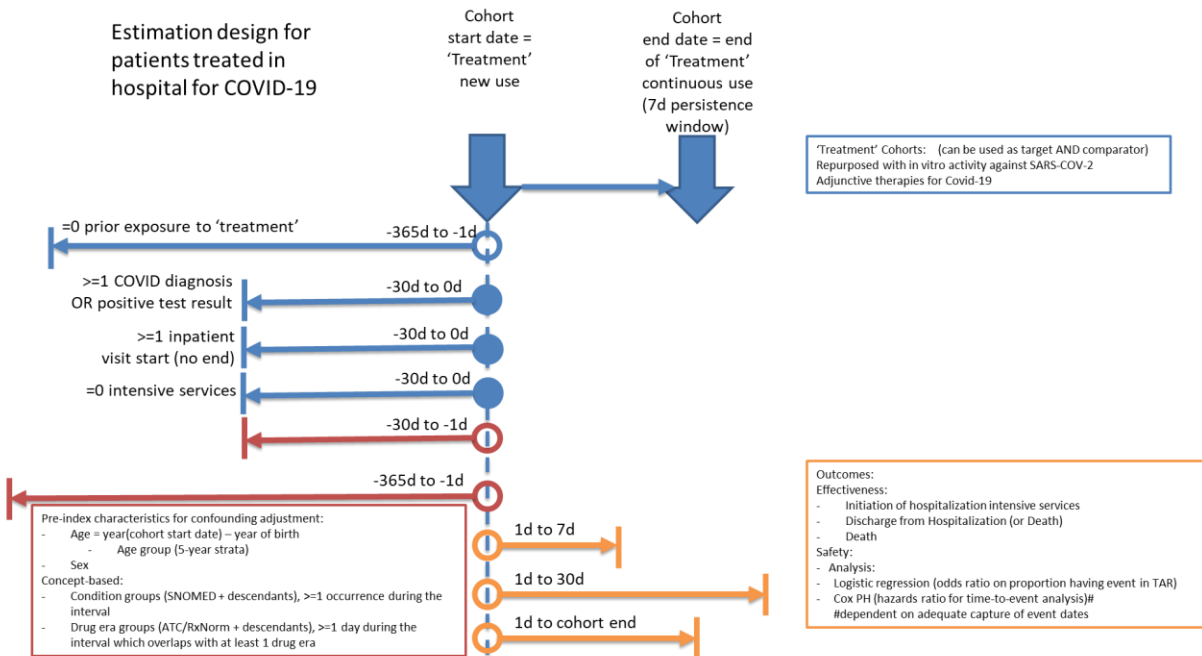 Estimation design for
patients treated in
hospital for COVID-19
Cohort
start date =
‘Treatment’
new use
Cohort
end date = end
of ‘Treatment’
continuous use
(7d persistence
window)
‘Treatment’ Cohorts: (can be used as target AND comparator)
Repurposed with in vitro activity against SARS-COV-2
Adjunctive therapies for Covid-19
=0 prior exposure to ‘treatment’
-365d to -1d
>=1 COVID diagnosis
OR positive test result
-30d to 0d
>=1 inpatient
visit start (no end)
-30d to 0d
=0 intensive services
-30d to 0d
-30d to -1d
-365d to -1d
Pre-index characteristics for confounding adjustment:
- Age = year(cohort start date) – year of birth
- Age group (5-year strata)
- Sex
Concept-based:
- Condition groups (SNOMED + descendants), >=1 occurrence during the
interval
- Drug era groups (ATC/RxNorm + descendants), >=1 day during the
interval which overlaps with at least 1 drug era
1d to 7d
1d to 30d
1d to cohort end
Outcomes:
Effectiveness:
- Initiation of hospitalization intensive services
- Discharge from Hospitalization (or Death)
- Death
Safety:
- Analysis:
- Logistic regression (odds ratio on proportion having event in TAR)
- Cox PH (hazards ratio for time-to-event analysis)#
#dependent on adequate capture of event dates